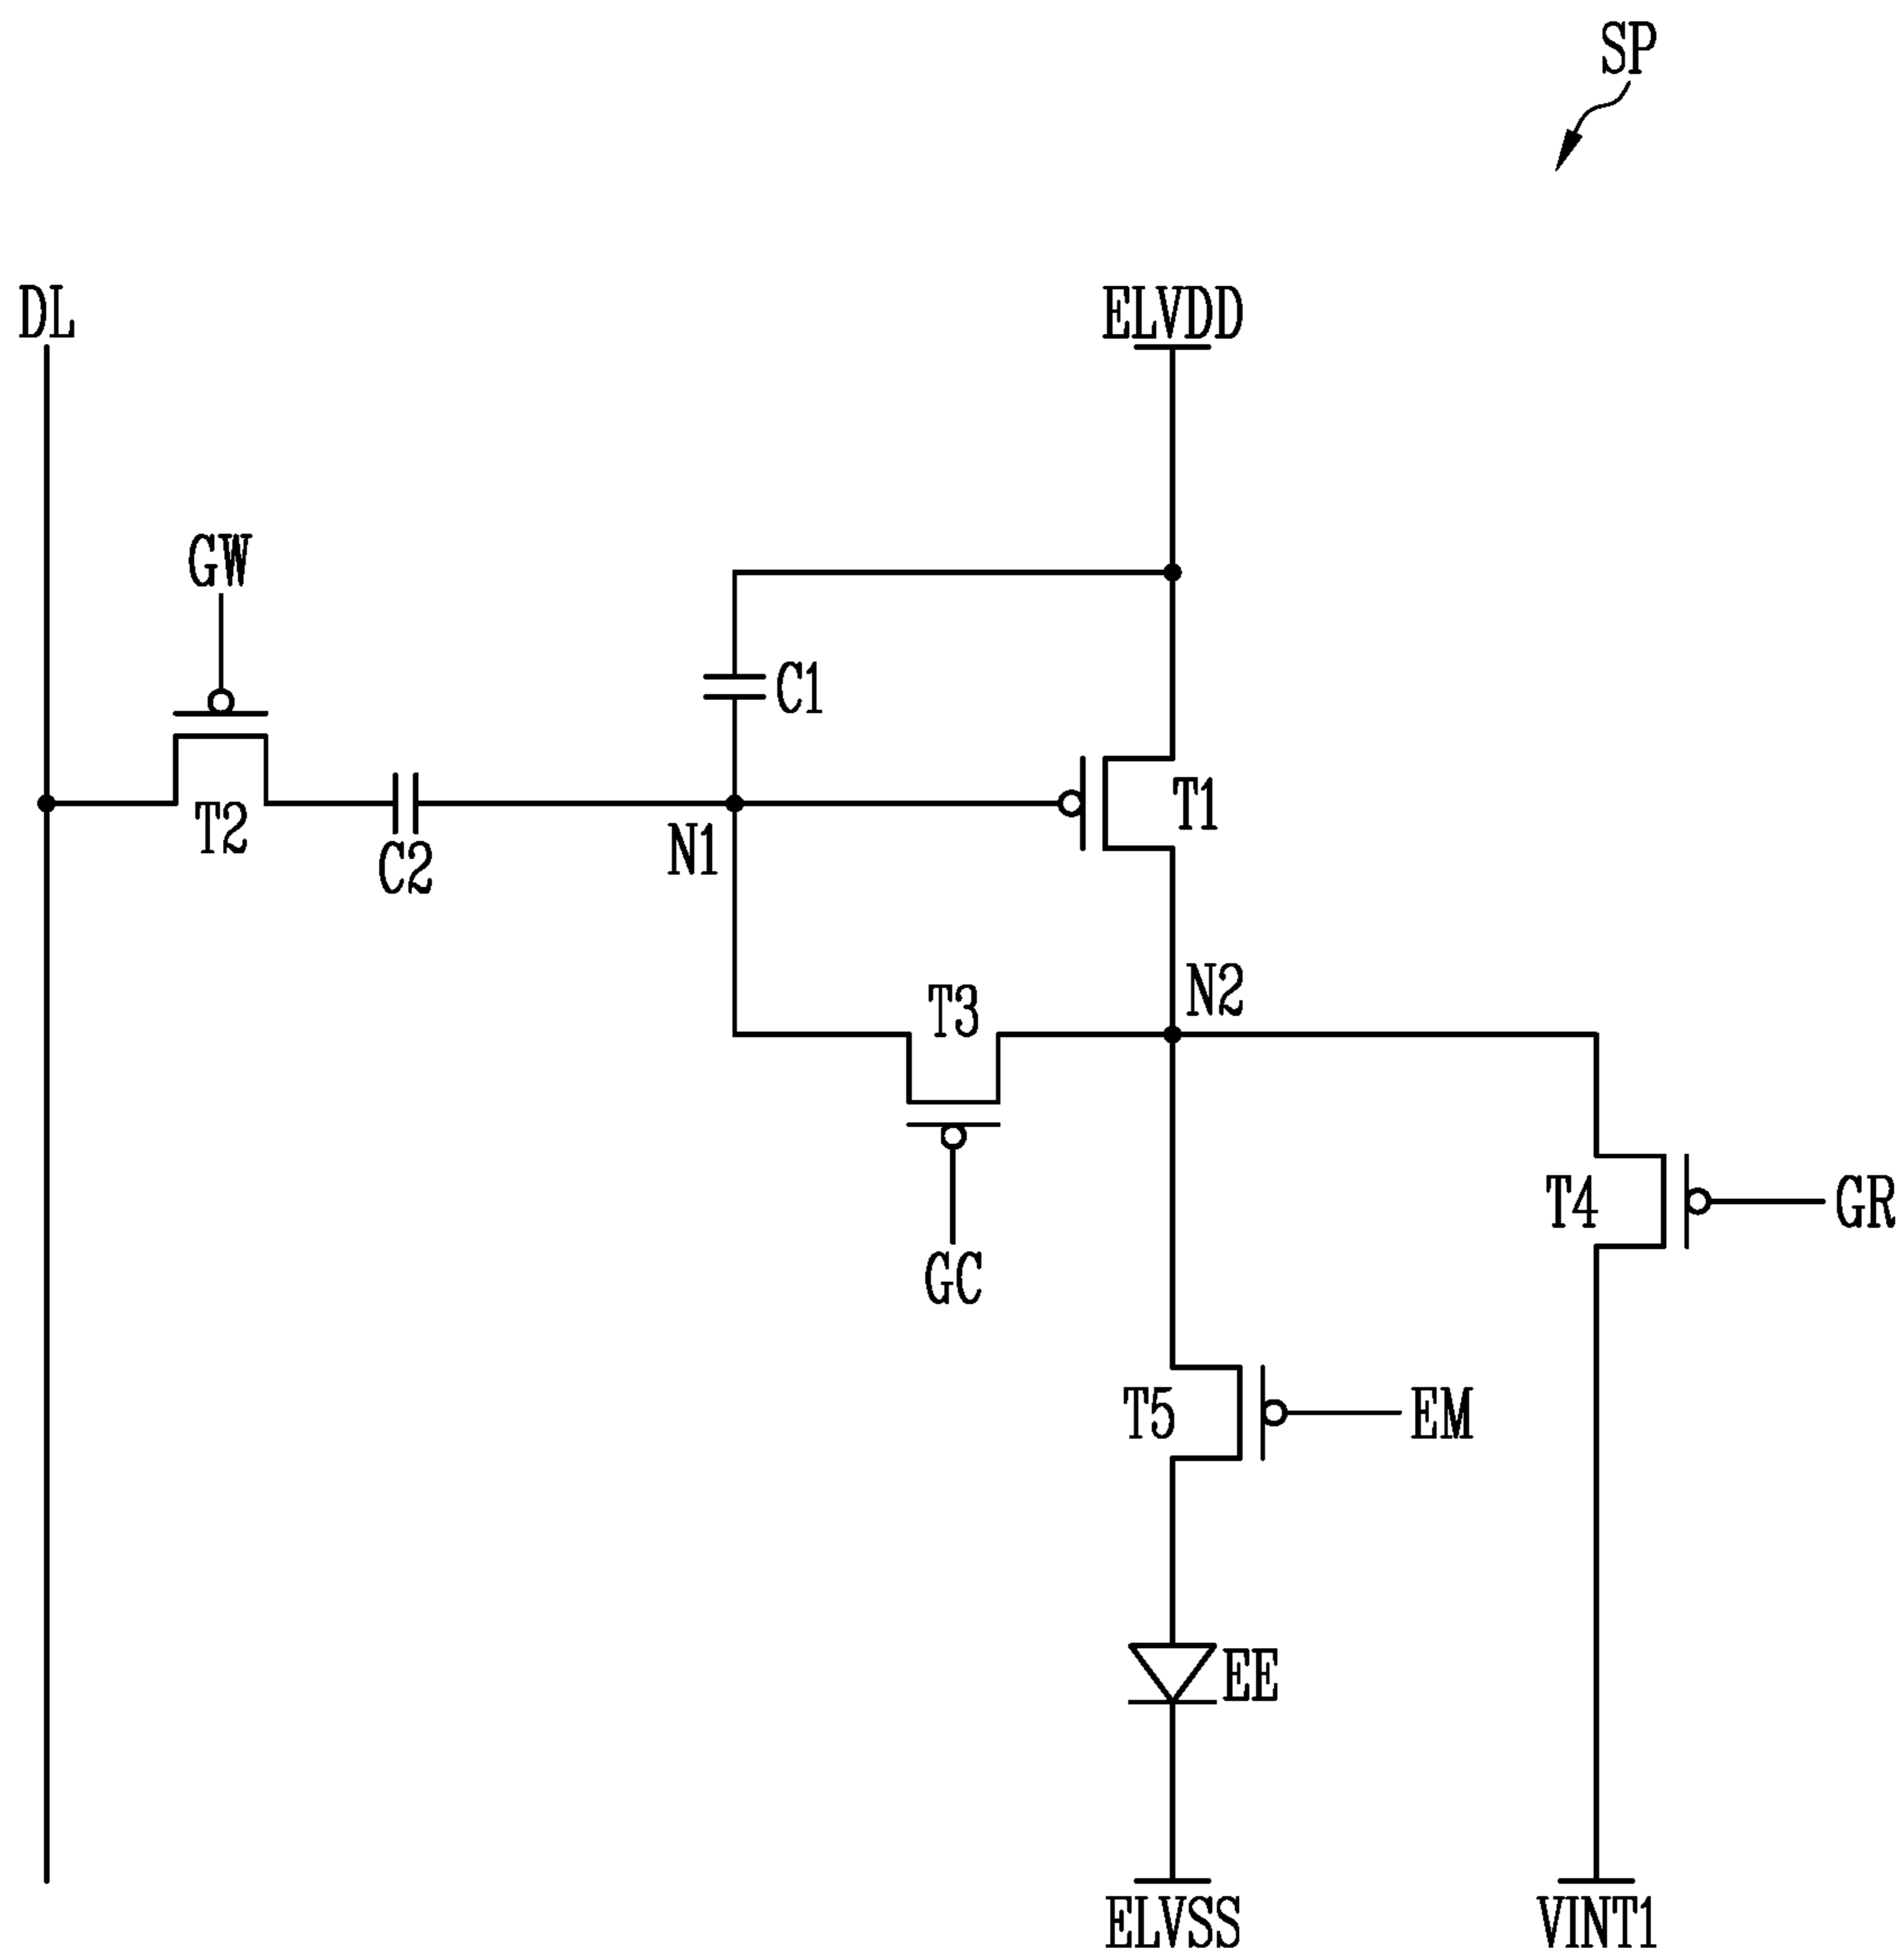 SP
DL
ELVDD
GW
C1
T1
T2
C2
N1
N2
T3
T4
GR
GC
T5
EM
EE
ELVSS
VINT1